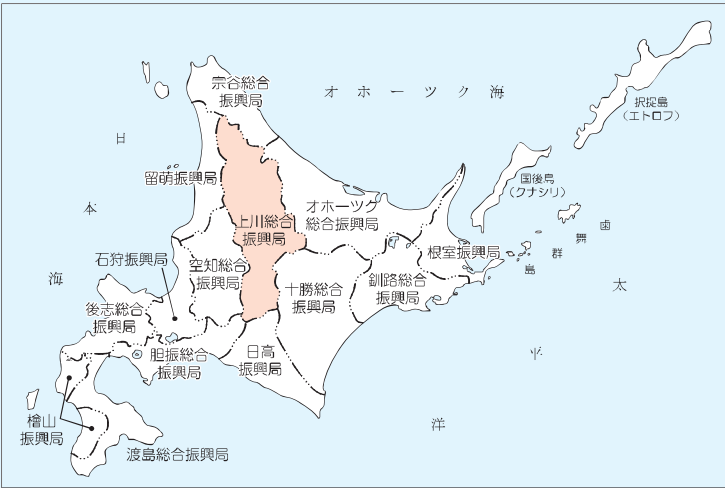 宗谷総合
振興局
オホーツク海
択捉島
(エトロフ)
日本海
留萌振興局
国後島
(クナシリ)
オホーツク
総合振興局
上川総合
振興局
歯舞群島
石狩振興局
空知総合
振興局
根室振興局
十勝総合
振興局
釧路総合
振興局
太平洋
後志総合
振興局
胆振総合
振興局
日高
振興局
檜山
振興局
渡島総合振興局